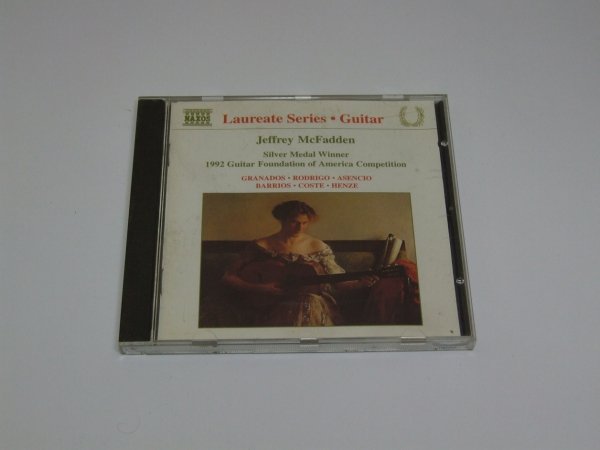 NAXOS
Laureate Series • Guitar
Jeffrey McFadden
Silver Medal Winner
1992 Guitar Foundation of America Competition
GRANADOS • RODRIGO • ASENCIO
BARRIOS • COSTE • HENZE